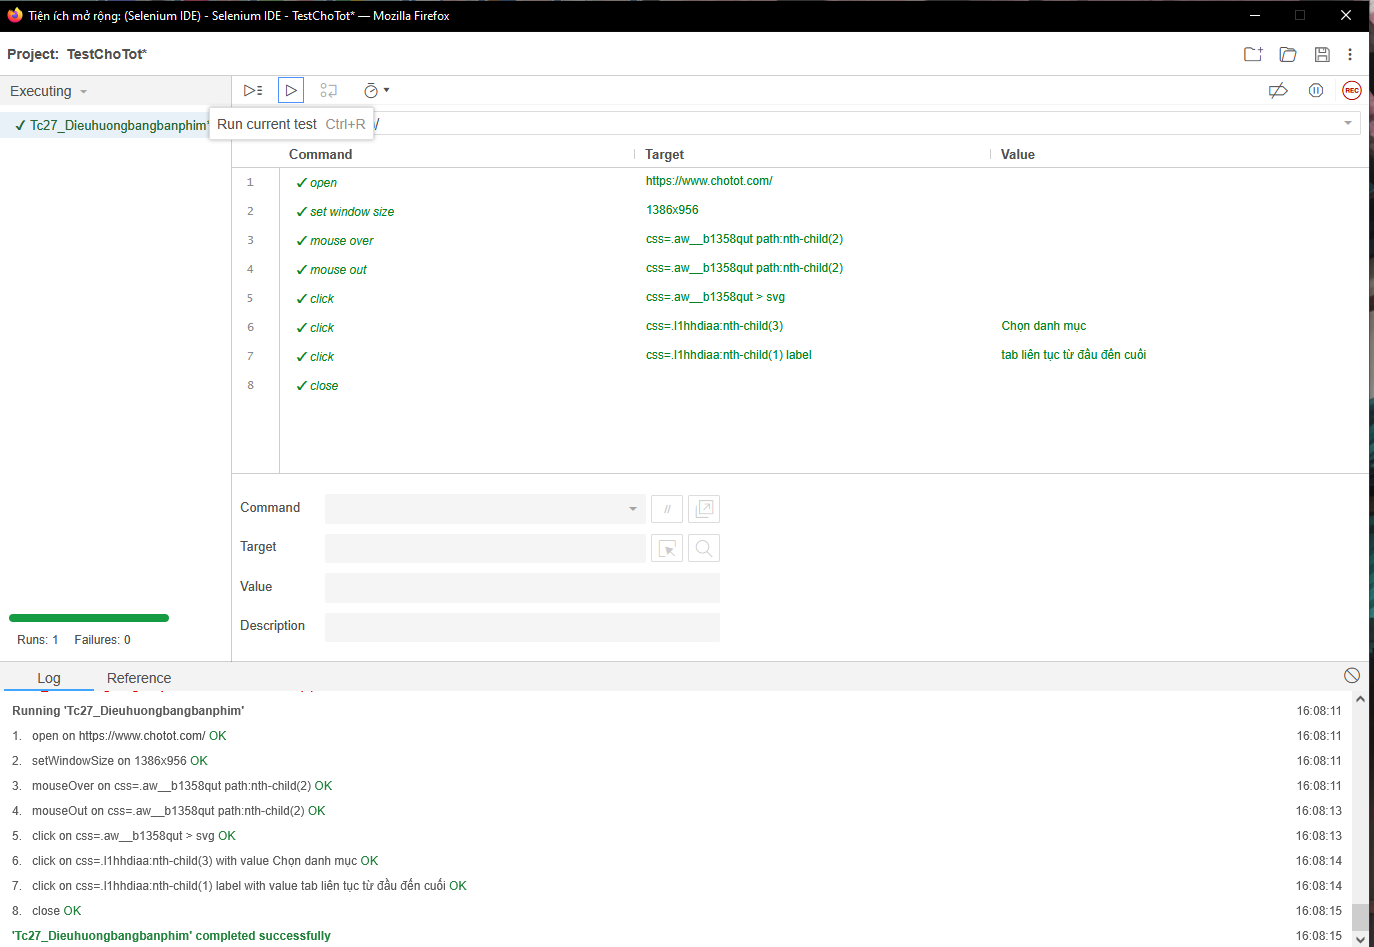 Tiện ích mở rộng: (Selenium IDE) - Selenium IDE - TestChoTot* — Mozilla Firefox
Project: TestChoTot*
Executing
✓ Tc27_Dieuhuongbangbanphim*
Run current test Ctrl+R
/
REC
Command Target Value
1 ✓ open https://www.chotot.com/
2 ✓ set window size 1386x956
3 ✓ mouse over css=.aw__b1358qut path:nth-child(2)
4 ✓ mouse out css=.aw__b1358qut path:nth-child(2)
5 ✓ click css=.aw__b1358qut > svg
6 ✓ click css=.l1hhdiaa:nth-child(3) Chọn danh mục
7 ✓ click css=.l1hhdiaa:nth-child(1) label tab liên tục từ đầu đến cuối
8 ✓ close
Command //
Target
Value
Description
Runs: 1 Failures: 0
Log Reference
Running 'Tc27_Dieuhuongbangbanphim' 16:08:11
1. open on https://www.chotot.com/ OK 16:08:11
2. setWindowSize on 1386x956 OK 16:08:11
3. mouseOver on css=.aw__b1358qut path:nth-child(2) OK 16:08:11
4. mouseOut on css=.aw__b1358qut path:nth-child(2) OK 16:08:13
5. click on css=.aw__b1358qut > svg OK 16:08:13
6. click on css=.l1hhdiaa:nth-child(3) with value Chọn danh mục OK 16:08:14
7. click on css=.l1hhdiaa:nth-child(1) label with value tab liên tục từ đầu đến cuối OK 16:08:14
8. close OK 16:08:15
'Tc27_Dieuhuongbangbanphim' completed successfully 16:08:15